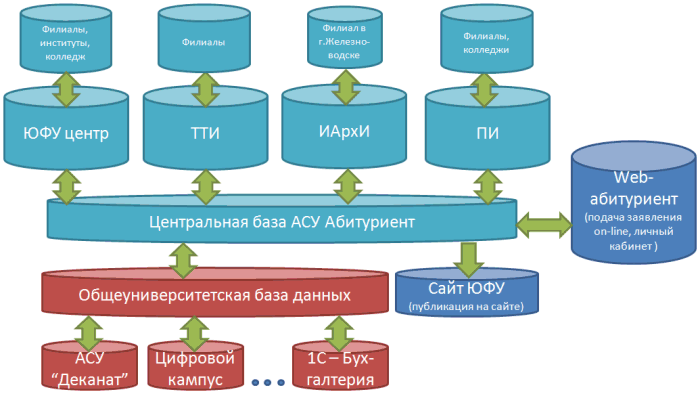 Филиалы,
институты,
колледж
Филиалы
Филиал в
г.Железно-
водске
Филиалы,
колледжи
ЮФУ центр
ТТИ
ИАрхИ
ПИ
Web-
абитуриент
(подача заявления
on-line, личный
кабинет )
Центральная база АСУ Абитуриент
Общеуниверситетская база данных
Сайт ЮФУ
(публикация на сайте)
АСУ
“Деканат”
Цифровой
кампус
1С – Бух-
галтерия